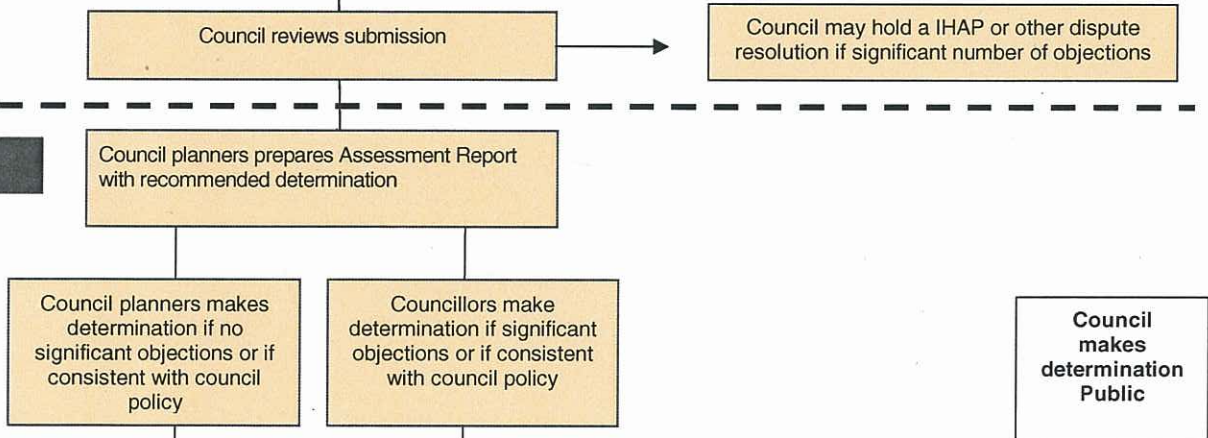 Council reviews submission
Council may hold a IHAP or other dispute
resolution if significant number of objections
Council planners prepares Assessment Report
with recommended determination
Council planners makes
determination if no
significant objections or if
consistent with council
policy
Councillors make
determination if significant
objections or if consistent
with council policy
Council
makes
determination
Public